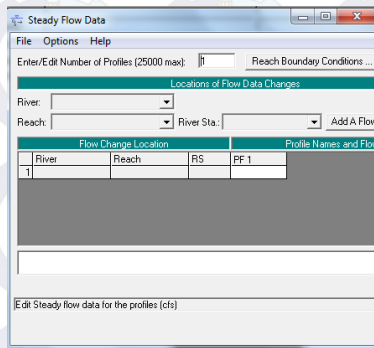 Steady Flow Data
File Options Help
Enter/Edit Number of Profiles (25000 max): 1 Reach Boundary Conditions ...
Locations of Flow Data Changes
River:
Reach: River Sta.: Add A Flow
Flow Change Location Profile Names and Flow
River Reach RS PF 1
1
Edit Steady flow data for the profiles (cfs)